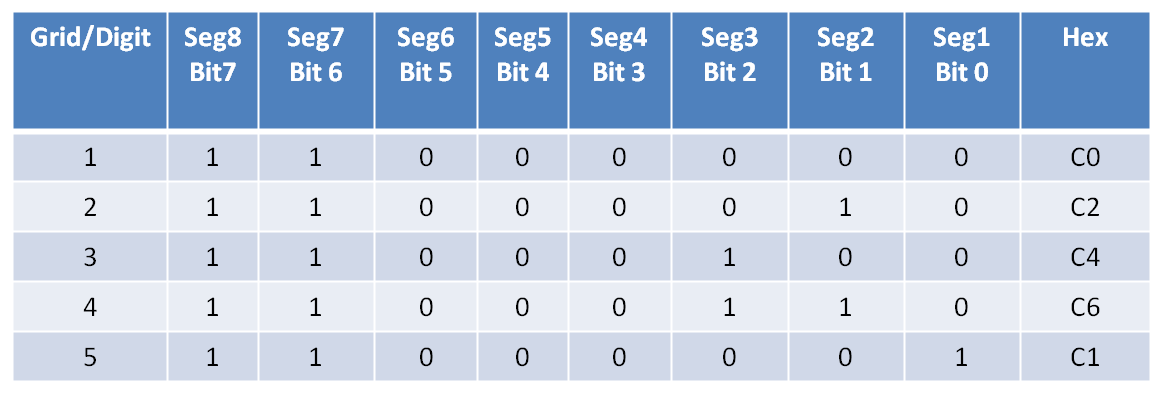 Grid/Digit Seg8 Seg7 Seg6 Seg5 Seg4 Seg3 Seg2 Seg1 Hex
Bit7 Bit 6 Bit 5 Bit 4 Bit 3 Bit 2 Bit 1 Bit 0
1 1 1 0 0 0 0 0 0 C0
2 1 1 0 0 0 0 1 0 C2
3 1 1 0 0 0 1 0 0 C4
4 1 1 0 0 0 1 1 0 C6
5 1 1 0 0 0 0 0 1 C1